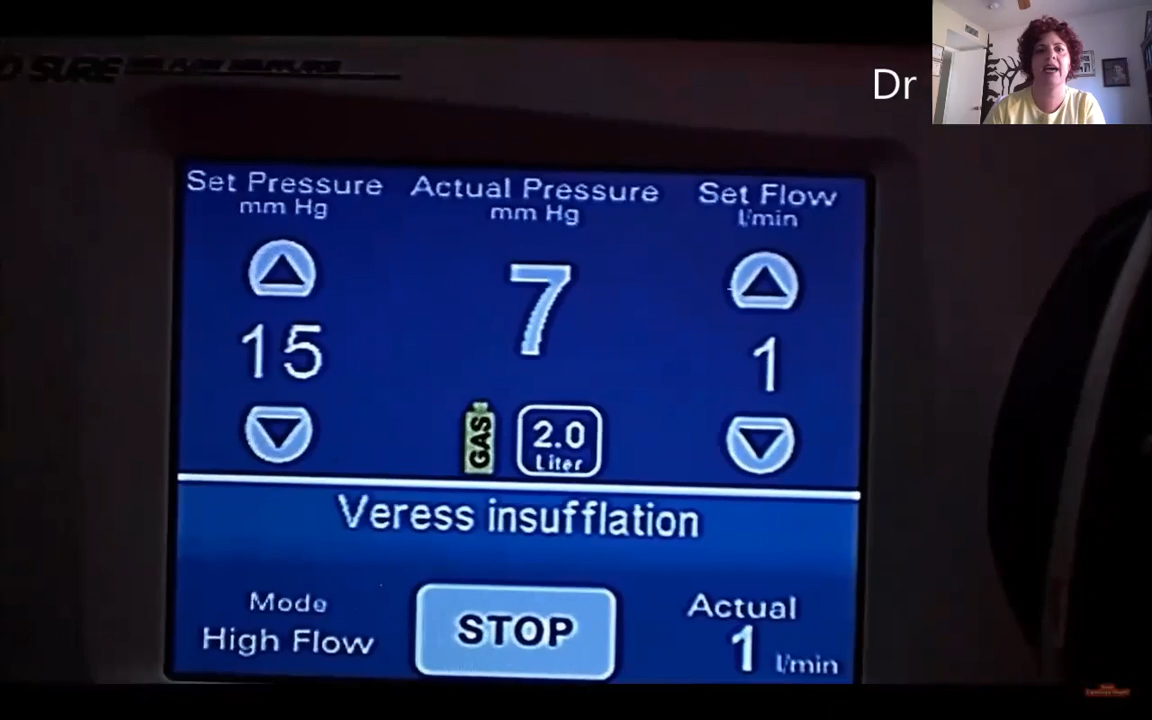 SURE
Dr
Set Pressure Actual Pressure Set Flow
mm Hg mm Hg l/min
7
15 1
GAS 2.0
Liter
Veress insufflation
Mode STOP Actual
High Flow 1 l/min